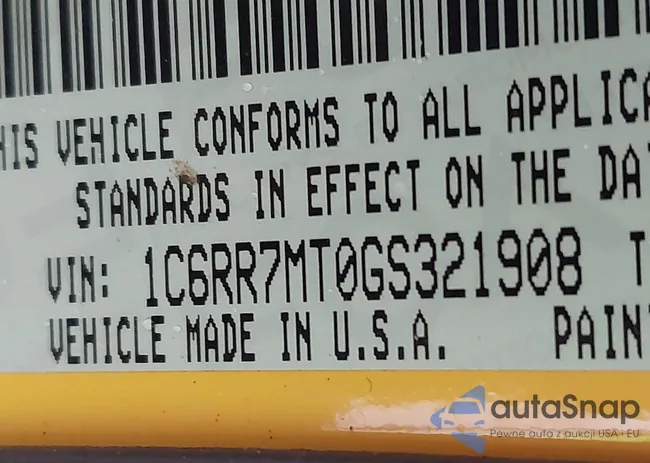 HIS VEHICLE CONFORMS TO ALL APPLICA
STANDARDS IN EFFECT ON THE DA
VIN: 1C6RR7MT0GS321908 T
VEHICLE MADE IN U.S.A. PAIN
autaSnap
Pewne auta z aukcji USA · EU